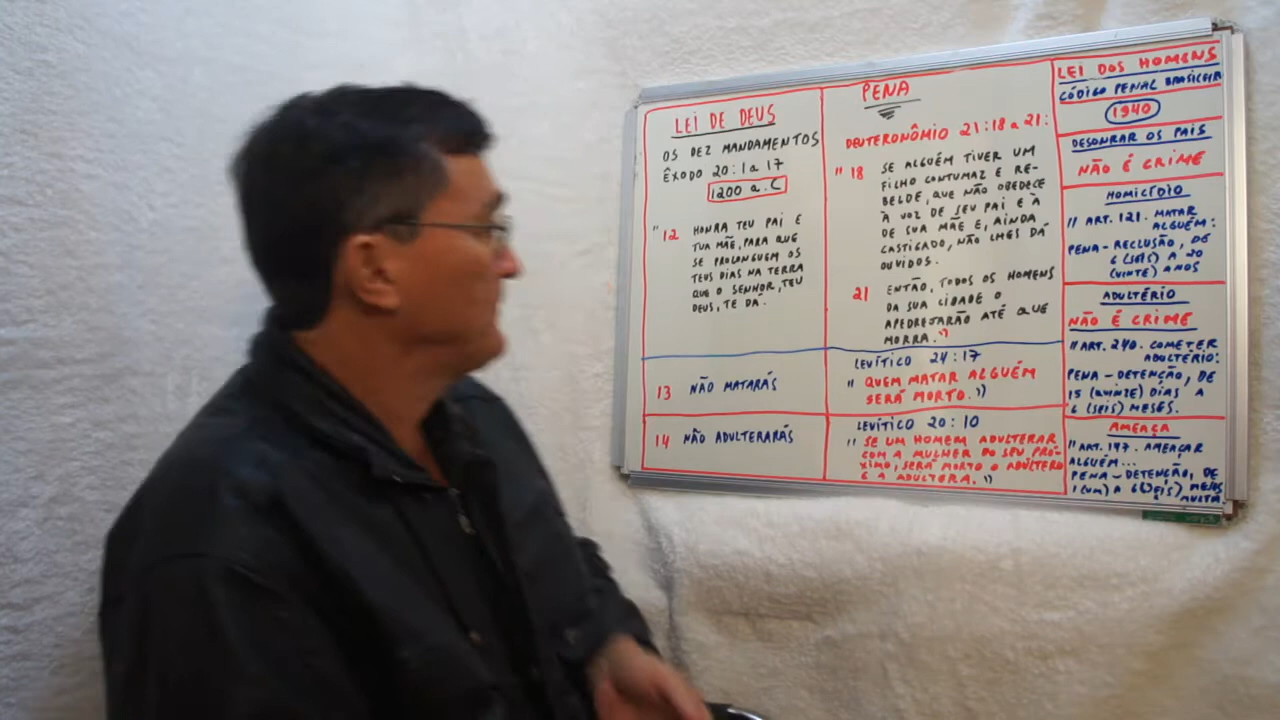 LEI DE DEUS
OS DEZ MANDAMENTOS
ÊXODO 20:1 a 17
1200 a.C
"12 HONRA TEU PAI E
TUA MÃE, PARA QUE
SE PROLONGUEM OS
TEUS DIAS NA TERRA
QUE O SENHOR, TEU
DEUS, TE DÁ.
13 NÃO MATARÁS
14 NÃO ADULTERARÁS
PENA
DEUTERONÔMIO 21:18 a 21:
"18 SE ALGUÉM TIVER UM
FILHO CONTUMAZ E RE-
BELDE, QUE NÃO OBEDECE
À VOZ DE SEU PAI E À
DE SUA MÃE E, AINDA
CASTIGADO, NÃO LHES DÁ
OUVIDOS.
21 ENTÃO, TODOS OS HOMENS
DA SUA CIDADE O
APEDREJARÃO ATÉ QUE
MORRA."
LEVÍTICO 24:17
"QUEM MATAR ALGUÉM
SERÁ MORTO."
LEVÍTICO 20:10
"SE UM HOMEM ADULTERAR
COM A MULHER DO SEU PRÓ-
XIMO, SERÁ MORTO O ADÚLTERO
E A ADÚLTERA."
LEI DOS HOMENS
CÓDIGO PENAL BRASILEIR
1940
DESONRAR OS PAIS
NÃO É CRIME
HOMICÍDIO
"ART. 121. MATAR
ALGUÉM:
PENA - RECLUSÃO, DE
6 (SEIS) A 20
(VINTE) ANOS
ADULTÉRIO
NÃO É CRIME
"ART. 240. COMETER
ADULTÉRIO:
PENA - DETENÇÃO, DE
15 (QUINZE) DIAS A
6 (SEIS) MESES.
AMEAÇA
"ART. 147. AMEAÇAR
ALGUÉM...
PENA - DETENÇÃO, DE
1 (UM) A 6 (SEIS) MESES
MULTA.